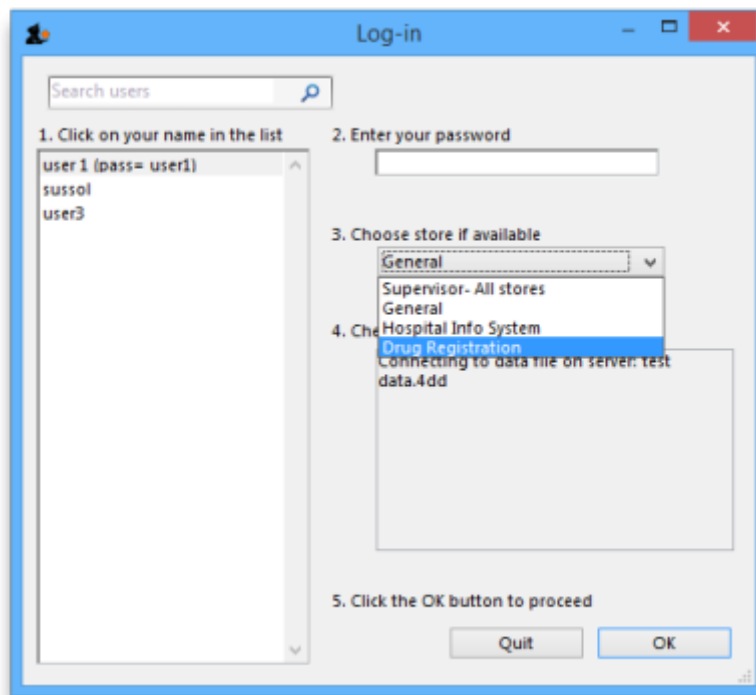 Log-in
Search users
1. Click on your name in the list
user 1 (pass= user1)
sussol
user3
2. Enter your password
3. Choose store if available
General
Supervisor- All stores
General
Hospital Info System
Drug Registration
4. Che
Connecting to data file on server: test
data.4dd
5. Click the OK button to proceed
Quit
OK